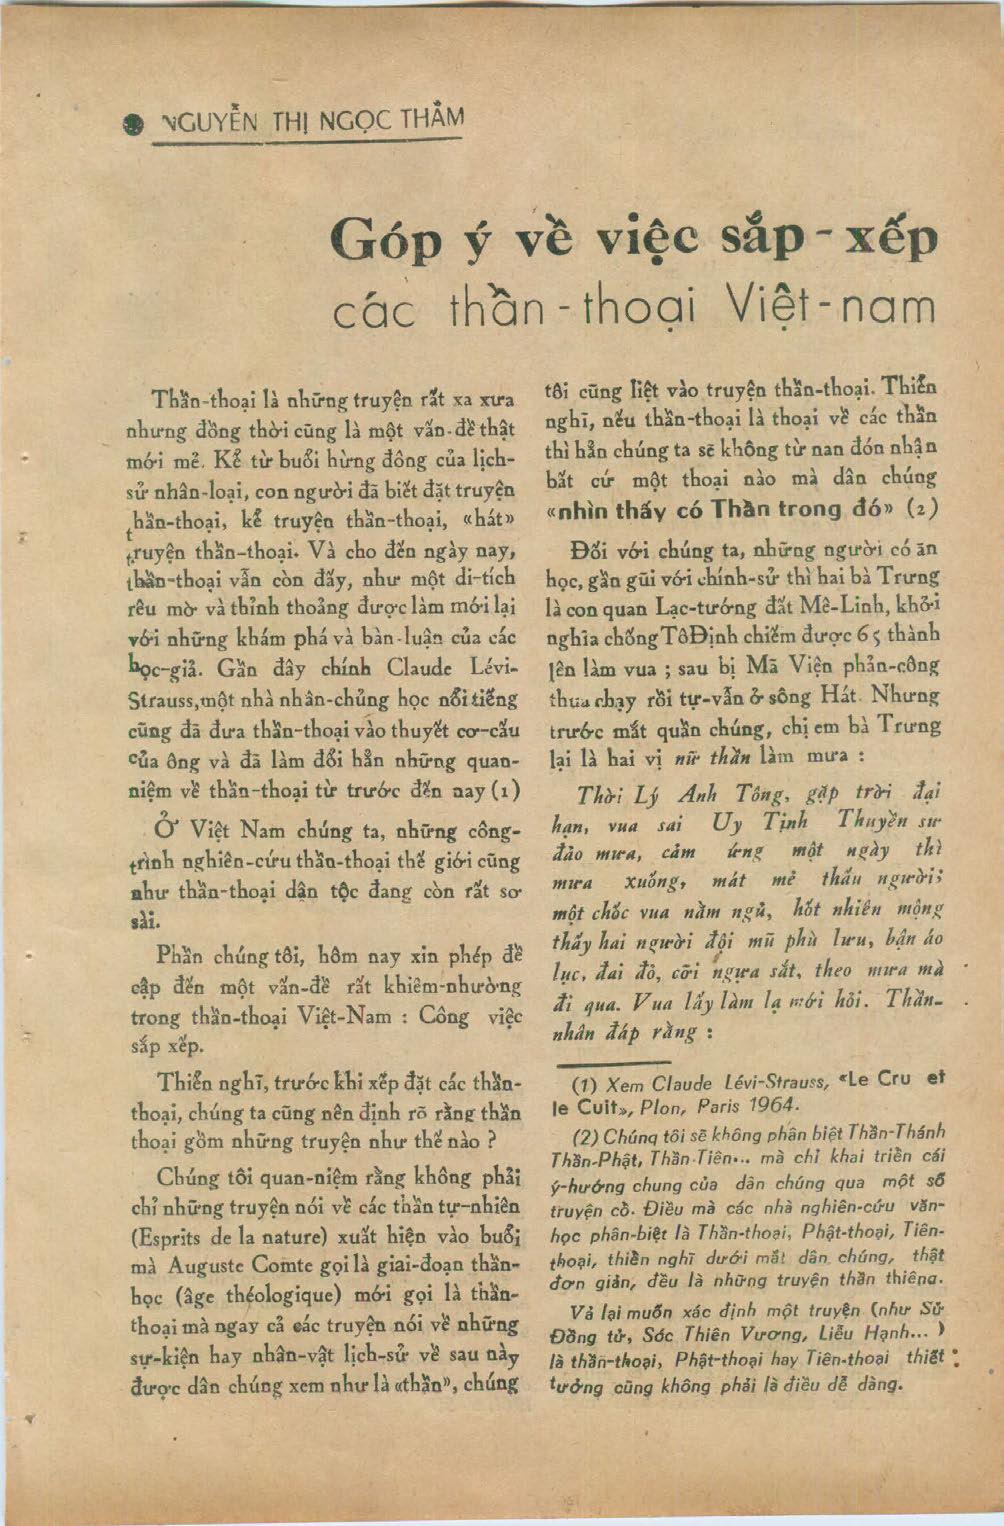 ● NGUYỄN THỊ NGỌC THẮM
Góp ý về việc sắp - xếp
các thần - thoại Việt - nam
Thần-thoại là những truyện rất xa xưa
nhưng đồng thời cũng là một vấn-đề thật
mới mẻ. Kể từ buổi hừng đông của lịch-
sử nhân-loại, con người đã biết đặt truyện
thần-thoại, kể truyện thần-thoại, «hát»
truyện thần-thoại. Và cho đến ngày nay,
thần-thoại vẫn còn đấy, như một di-tích
rêu mờ và thỉnh thoảng được làm mới lại
với những khám phá và bàn-luận của các
học-giả. Gần đây chính Claude Lévi-
Strauss,một nhà nhân-chủng học nổi tiếng
cũng đã đưa thần-thoại vào thuyết cơ-cấu
của ông và đã làm đổi hẳn những quan-
niệm về thần-thoại từ trước đến nay (1)
Ở Việt Nam chúng ta, những công-
trình nghiên-cứu thần-thoại thế giới cũng
như thần-thoại dân tộc đang còn rất sơ
sài.
Phần chúng tôi, hôm nay xin phép đề
cập đến một vấn-đề rất khiêm-nhường
trong thần-thoại Việt-Nam : Công việc
sắp xếp.
Thiển nghĩ, trước khi xếp đặt các thần-
thoại, chúng ta cũng nên định rõ rằng thần
thoại gồm những truyện như thế nào ?
Chúng tôi quan-niệm rằng không phải
chỉ những truyện nói về các thần tự-nhiên
(Esprits de la nature) xuất hiện vào buổi
mà Auguste Comte gọi là giai-đoạn thần-
học (âge théologique) mới gọi là thần-
thoại mà ngay cả các truyện nói về những
sự-kiện hay nhân-vật lịch-sử về sau này
được dân chúng xem như là «thần», chúng
tôi cũng liệt vào truyện thần-thoại. Thiển
nghĩ, nếu thần-thoại là thoại về các thần
thì hẳn chúng ta sẽ không từ nan đón nhận
bất cứ một thoại nào mà dân chúng
«nhìn thấy có Thần trong đó» (2)
Đối với chúng ta, những người có ăn
học, gần gũi với chính-sử thì hai bà Trưng
là con quan Lạc-tướng đất Mê-Linh, khởi
nghĩa chống Tô Định chiếm được 65 thành
lên làm vua ; sau bị Mã Viện phản-công
thua chạy rồi tự-vẫn ở sông Hát. Nhưng
trước mắt quần chúng, chị em bà Trưng
lại là hai vị nữ thần làm mưa :
Thời Lý Anh Tông, gặp trời đại
hạn, vua sai Uy Tịnh Thuyền sư
đảo mưa, cảm ứng một ngày thì
mưa xuống, mát mẻ thấu người;
một chốc vua nằm ngủ, hốt nhiên mộng
thấy hai người đội mũ phù lưu, bận áo
lục, đai đỏ, cỡi ngựa sắt, theo mưa mà
đi qua. Vua lấy làm lạ mới hỏi. Thần-
nhân đáp rằng :
(1) Xem Claude Lévi-Strauss, «Le Cru et
le Cuit», Plon, Paris 1964.
(2) Chúng tôi sẽ không phân biệt Thần-Thánh
Thần-Phật, Thần-Tiên... mà chỉ khai triển cái
ý-hướng chung của dân chúng qua một số
truyện cổ. Điều mà các nhà nghiên-cứu văn-
học phân-biệt là Thần-thoại, Phật-thoại, Tiên-
thoại, thiển nghĩ dưới mắt dân chúng, thật
đơn giản, đều là những truyện thần thiêng.
Vả lại muốn xác định một truyện (như Sử
Đồng tử, Sóc Thiên Vương, Liễu Hạnh... )
là thần-thoại, Phật-thoại hay Tiên-thoại thiết
tưởng cũng không phải là điều dễ dàng.